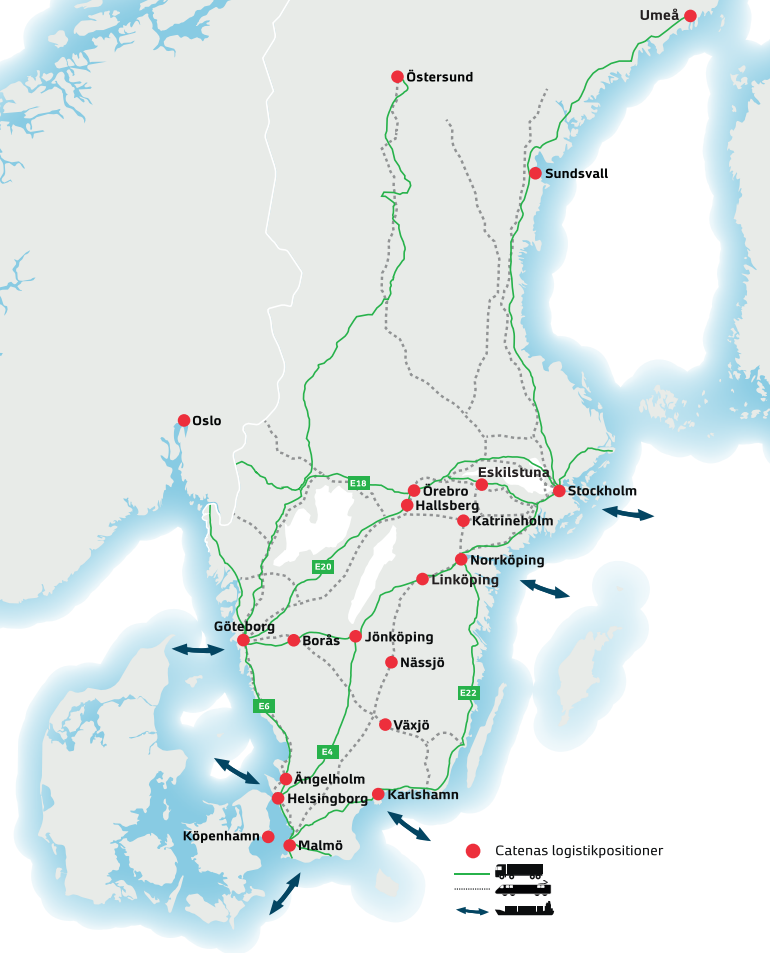 Umeå
Östersund
Sundsvall
Oslo
Eskilstuna
E18
Örebro
Stockholm
Hallsberg
Katrineholm
Norrköping
E20
Linköping
Göteborg
Borås
Jönköping
Nässjö
E22
E6
Växjö
E4
Ängelholm
Helsingborg
Karlshamn
Köpenhamn
Malmö
Catenas logistikpositioner